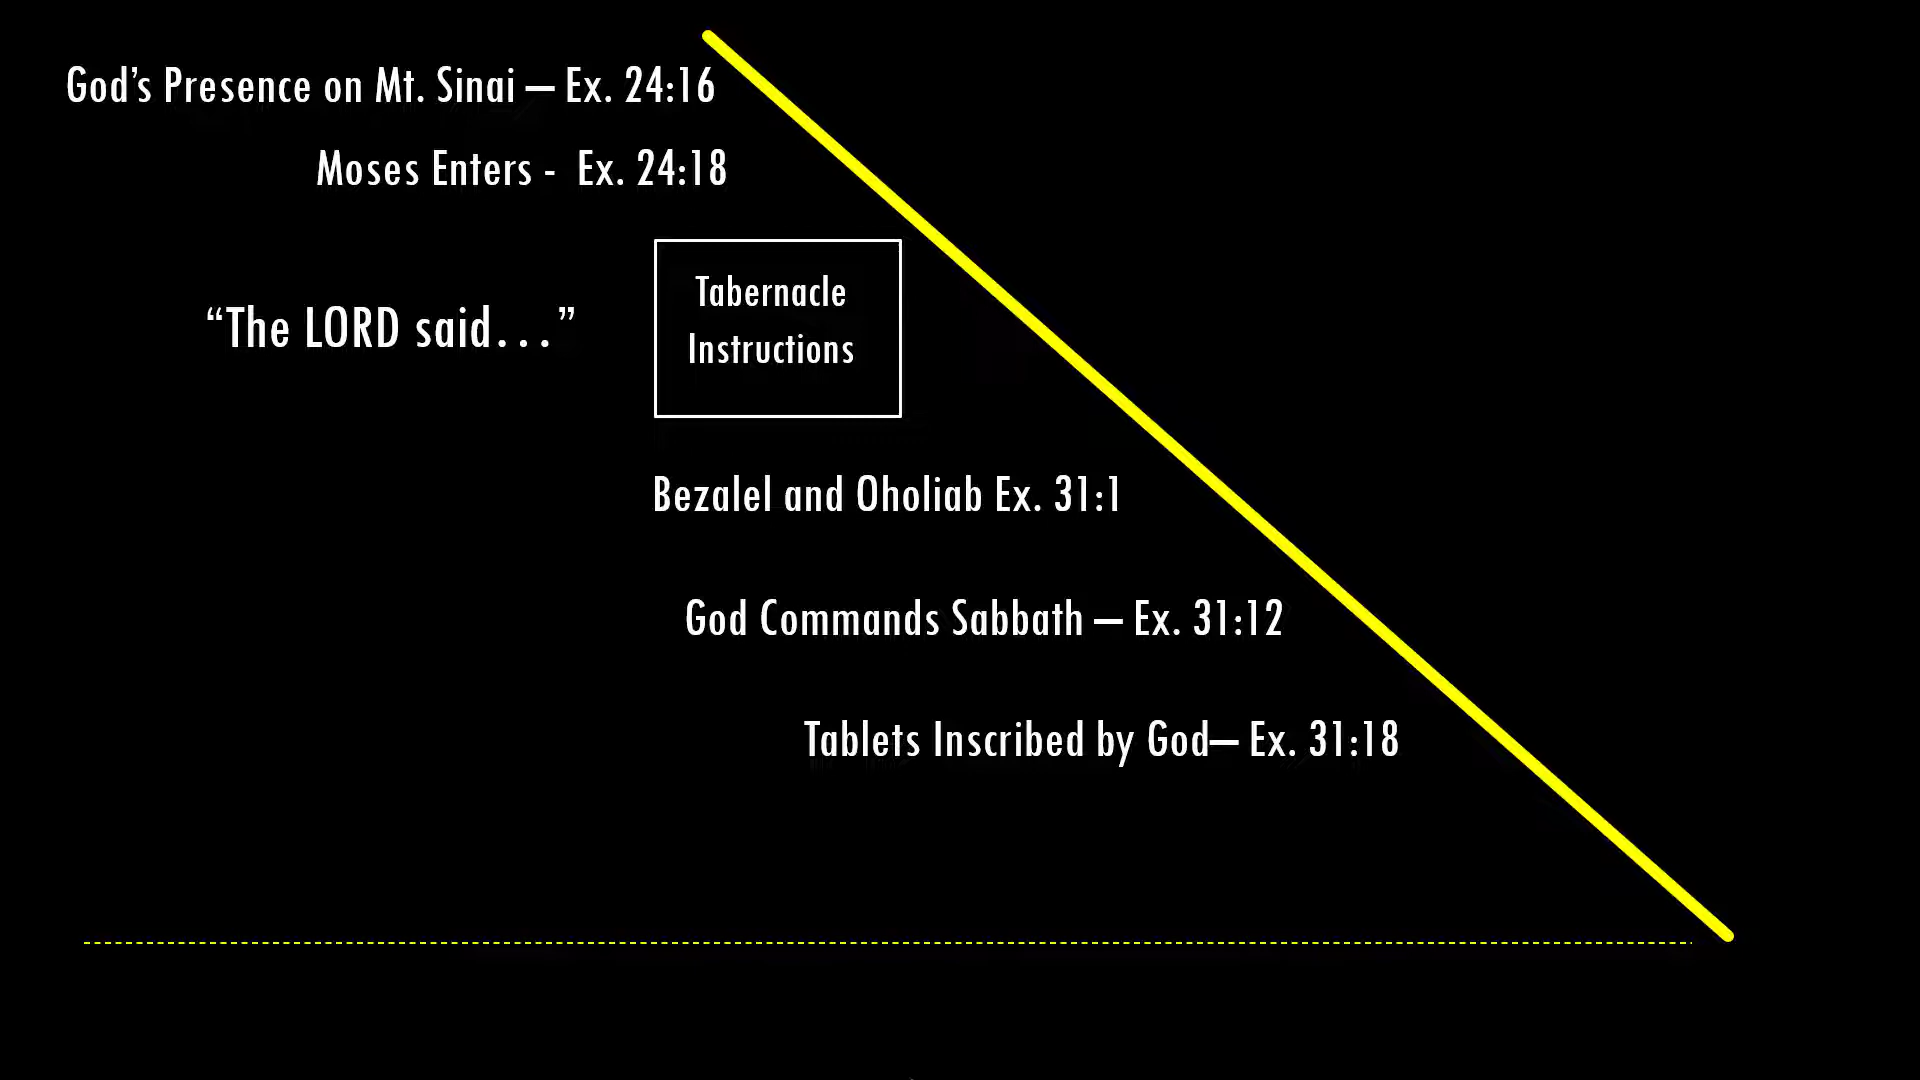 God’s Presence on Mt. Sinai – Ex. 24:16
Moses Enters - Ex. 24:18
Tabernacle
Instructions
“The LORD said...”
Bezalel and Oholiab Ex. 31:1
God Commands Sabbath – Ex. 31:12
Tablets Inscribed by God– Ex. 31:18